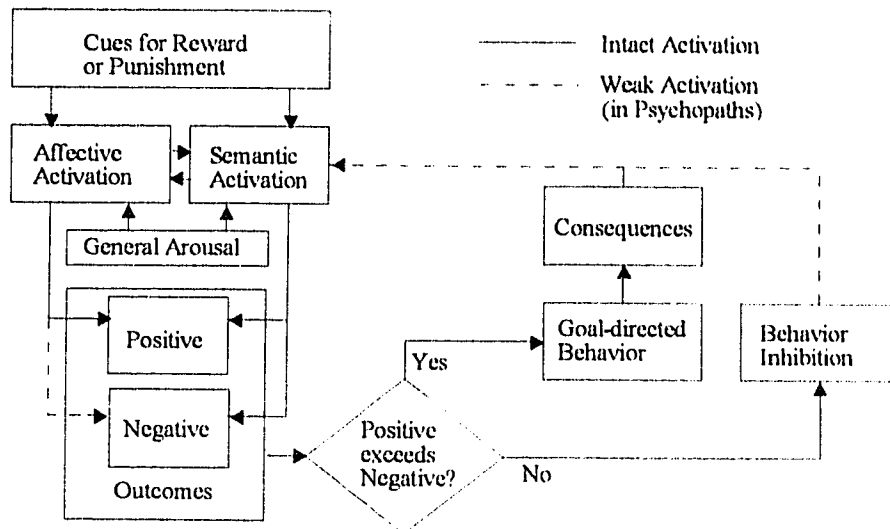 Cues for Reward
or Punishment
Intact Activation
Weak Activation
(in Psychopaths)
Affective
Activation
Semantic
Activation
General Arousal
Consequences
Positive
Goal-directed
Behavior
Behavior
Inhibition
Yes
Negative
Positive
exceeds
Negative?
No
Outcomes